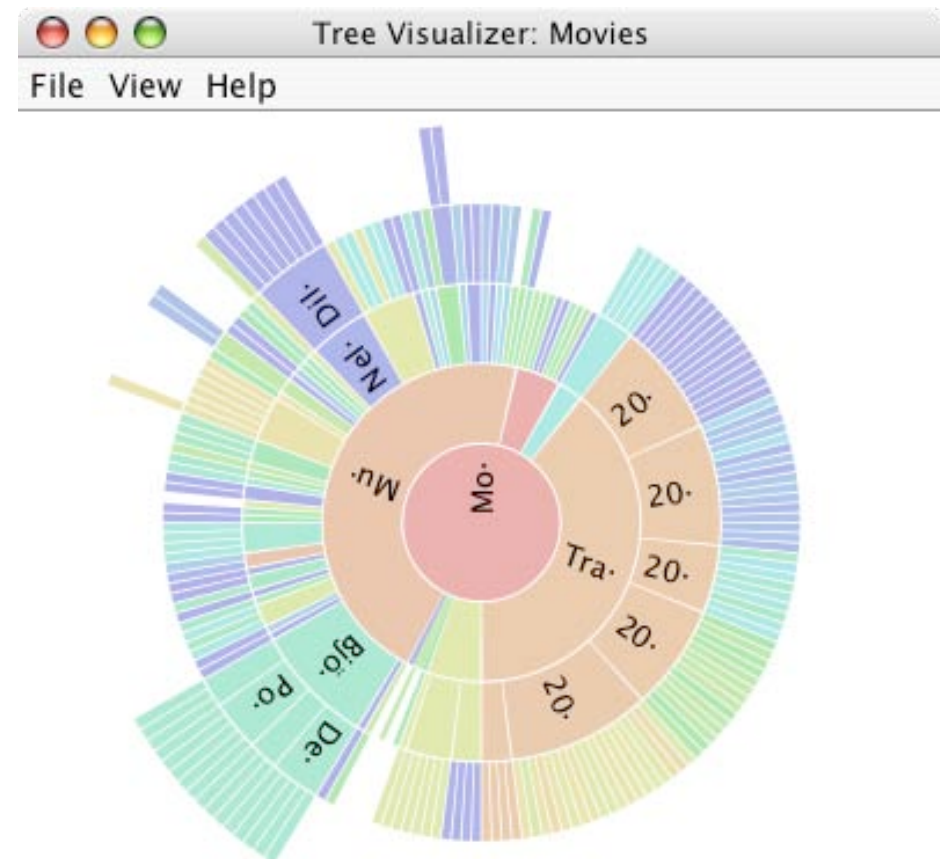 Tree Visualizer: Movies
File View Help
Dil·
Nel·
Mu·
Mo·
Tra·
20·
20·
20·
20·
20·
Bjö·
Po·
De·